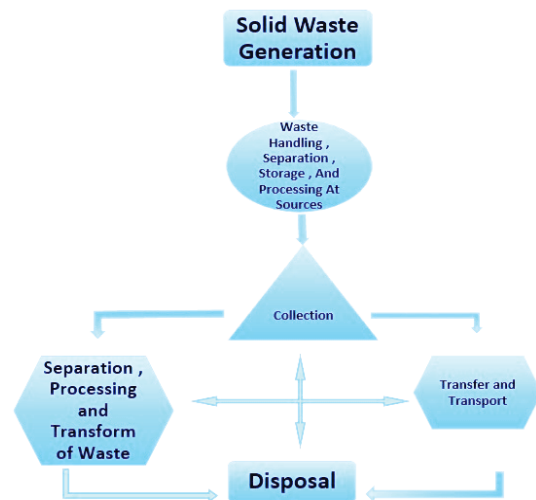 Solid Waste
Generation
Waste
Handling ,
Separation ,
Storage , And
Processing At
Sources
Collection
Separation ,
Processing
and
Transform
of Waste
Transfer and
Transport
Disposal